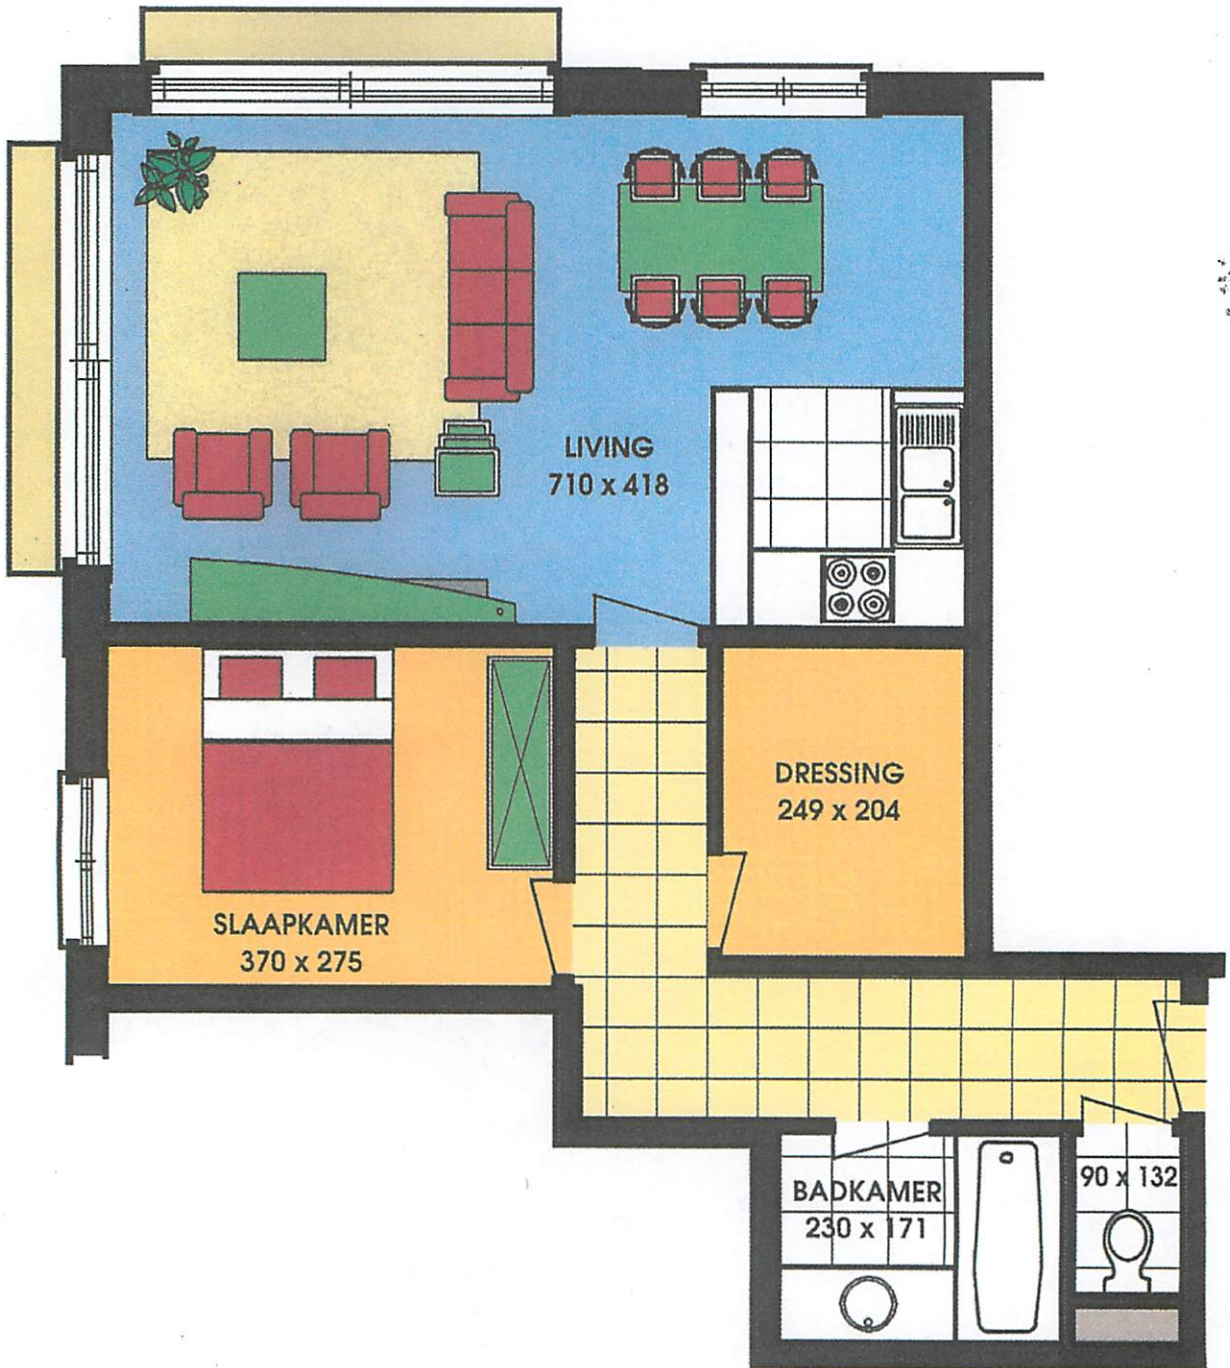 LIVING
710 x 418
DRESSING
249 x 204
SLAAPKAMER
370 x 275
BADKAMER
230 x 171
90 x 132